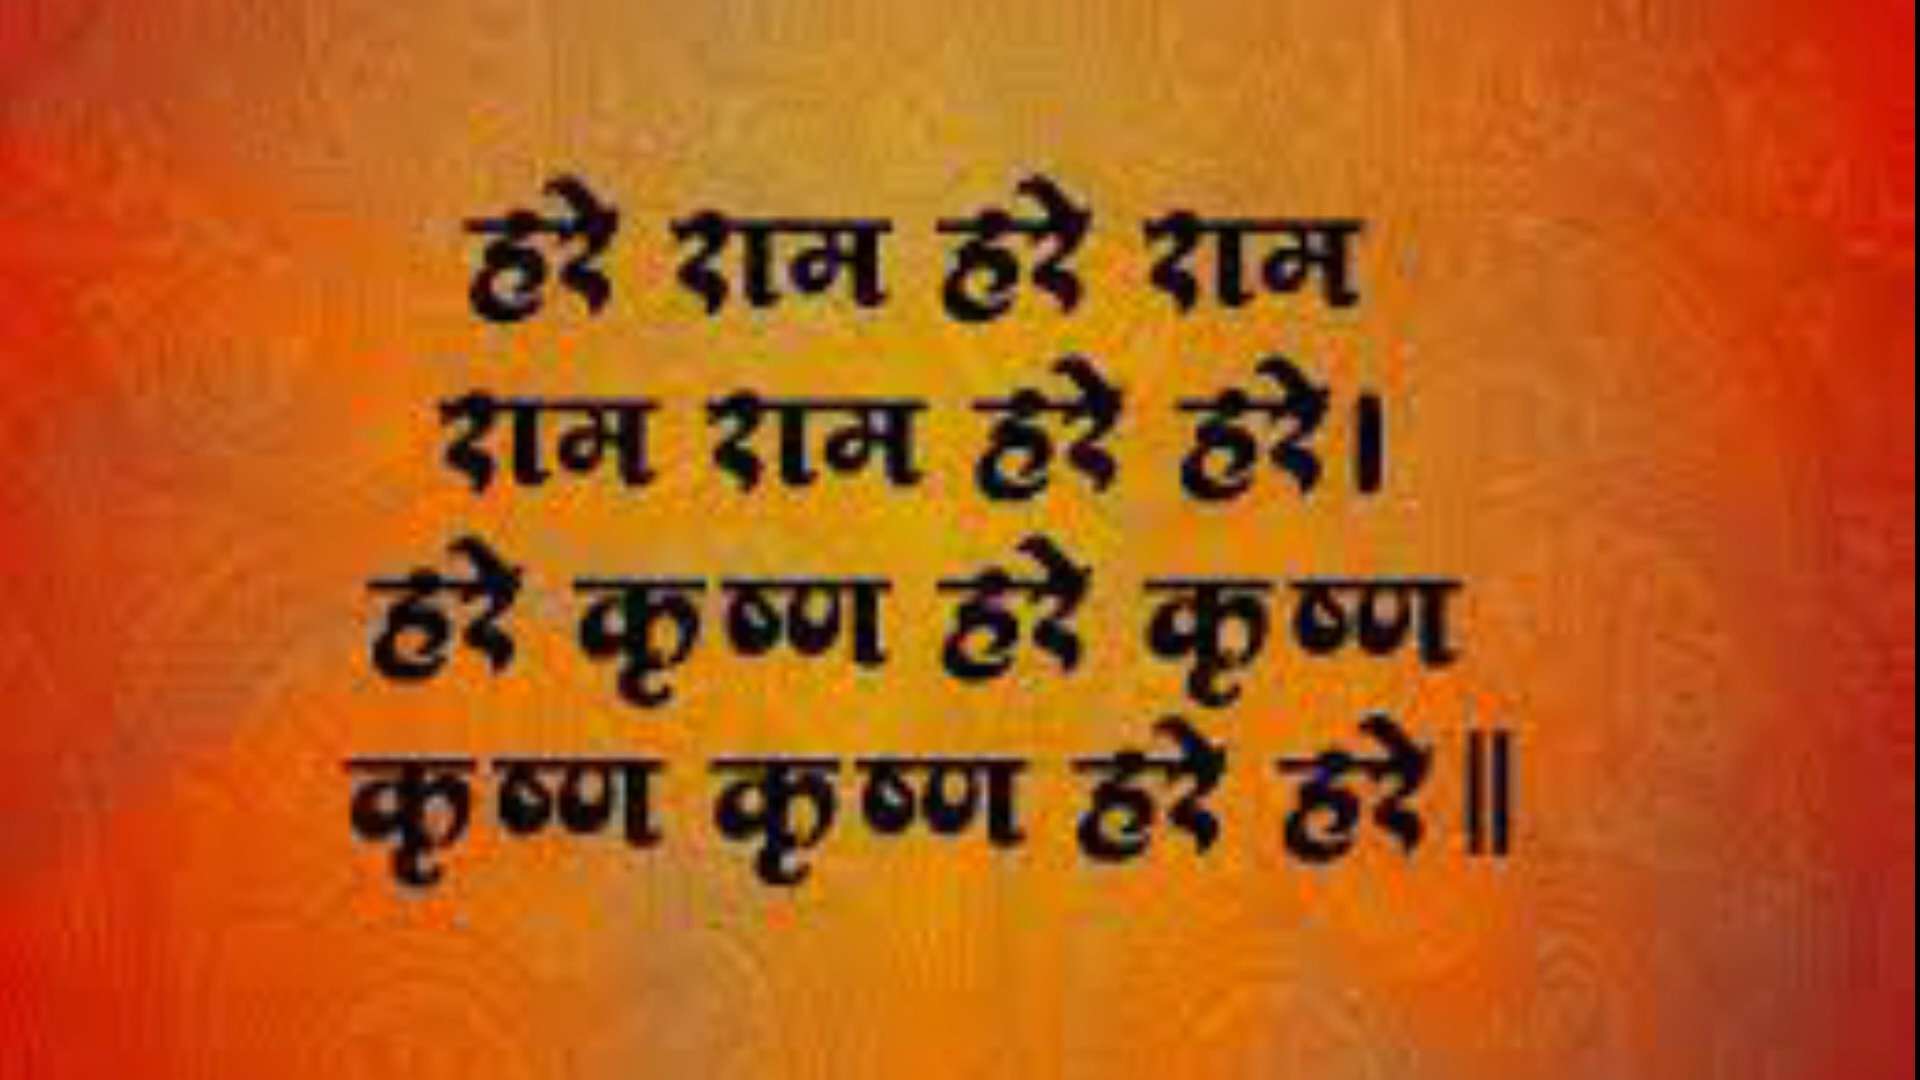 हरे राम हरे राम
राम राम हरे हरे।
हरे कृष्ण हरे कृष्ण
कृष्ण कृष्ण हरे हरे॥